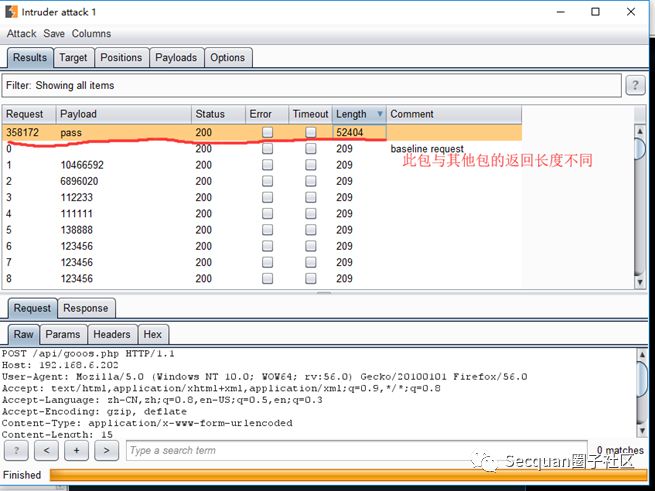 Intruder attack 1
Attack Save Columns
Results Target Positions Payloads Options
Filter: Showing all items ?
Request Payload Status Error Timeout Length Comment
358172 pass 200 52404
0 200 209 baseline request
此包与其他包的返回长度不同
1 10466592 200 209
2 6896020 200 209
3 112233 200 209
4 111111 200 209
5 138888 200 209
6 123456 200 209
7 123456 200 209
8 123456 200 209
Request Response
Raw Params Headers Hex
POST /api/gooos.php HTTP/1.1
Host: 192.168.6.202
User-Agent: Mozilla/5.0 (Windows NT 10.0; WOW64; rv:56.0) Gecko/20100101 Firefox/56.0
Accept: text/html,application/xhtml+xml,application/xml;q=0.9,*/*;q=0.8
Accept-Language: zh-CN,zh;q=0.8,en-US;q=0.5,en;q=0.3
Accept-Encoding: gzip, deflate
Content-Type: application/x-www-form-urlencoded
Content-Length: 15
? < + > Type a search term 0 matches
Secquan圈子社区
Finished